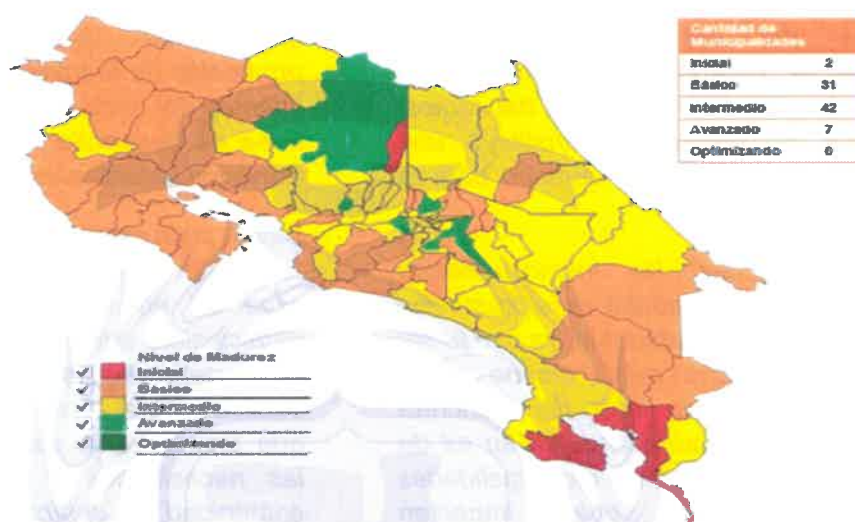 Cantidad de
Municipalidades
Inicial 2
Básico 31
Intermedio 42
Avanzado 7
Optimizando 0
Nivel de Madurez
Inicial
Básico
Intermedio
Avanzado
Optimizando